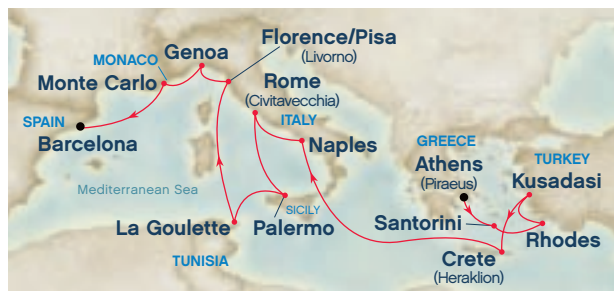 Genoa
Florence/Pisa
(Livorno)
MONACO
Monte Carlo
Rome
(Civitavecchia)
ITALY
SPAIN
Barcelona
Naples
GREECE
Athens
(Piraeus)
TURKEY
Kusadasi
Mediterranean Sea
SICILY
La Goulette
Palermo
Santorini
Rhodes
TUNISIA
Crete
(Heraklion)